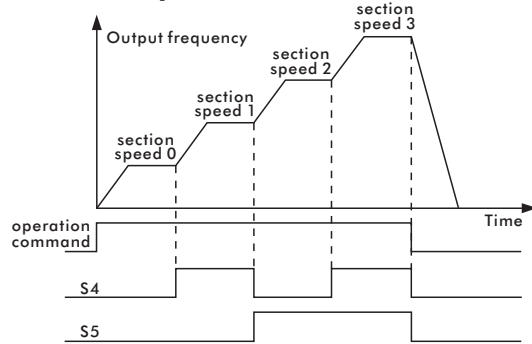 section
speed 3
Output frequency
section
speed 2
section
speed 1
section
speed 0
Time
operation
command
S4
S5